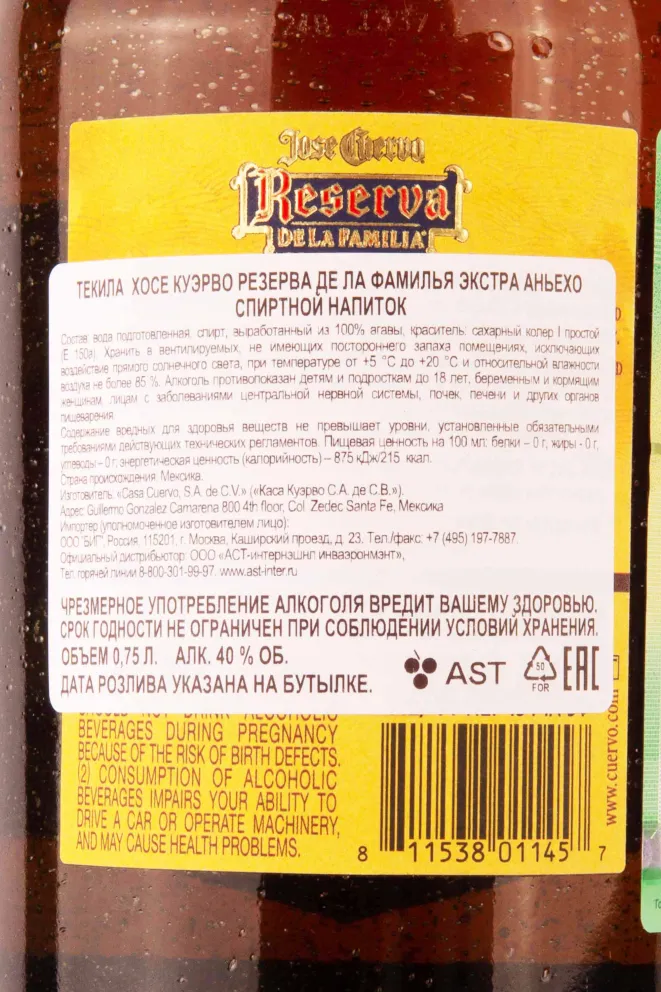 24B 1337
Jose Cuervo
Reserva
DE LA FAMILIA
ТЕКИЛА ХОСЕ КУЭРВО РЕЗЕРВА ДЕ ЛА ФАМИЛЬЯ ЭКСТРА АНЬЕХО
СПИРТНОЙ НАПИТОК
Состав: вода подготовленная, спирт, выработанный из 100% агавы, краситель: сахарный колер I простой
(Е 150а). Хранить в вентилируемых, не имеющих постороннего запаха помещениях, исключающих
воздействие прямого солнечного света, при температуре от +5 °С до +20 °С и относительной влажности
воздуха не более 85 %. Алкоголь противопоказан детям и подросткам до 18 лет, беременным и кормящим
женщинам, лицам с заболеваниями центральной нервной системы, почек, печени и других органов
пищеварения.
Содержание вредных для здоровья веществ не превышает уровни, установленные обязательными
требованиями действующих технических регламентов. Пищевая ценность на 100 мл: белки – 0 г, жиры - 0 г,
углеводы – 0 г; энергетическая ценность (калорийность) – 875 кДж/215 ккал.
Страна происхождения: Мексика.
Изготовитель: «Casa Cuervo, S.A. de C.V.» («Каса Куэрво С.А. де С.В.»).
Адрес: Guillermo Gonzalez Camarena 800 4th floor, Col. Zedec Santa Fe, Мексика
Импортер (уполномоченное изготовителем лицо):
ООО "БИГ", Россия, 115201, г. Москва, Каширский проезд, д. 23. Тел./факс: +7 (495) 197-7887.
Официальный дистрибьютор: ООО «АСТ-интернэшнл инваэронмэнт»,
Тел. горячей линии 8-800-301-99-97. www.ast-inter.ru
ЧРЕЗМЕРНОЕ УПОТРЕБЛЕНИЕ АЛКОГОЛЯ ВРЕДИТ ВАШЕМУ ЗДОРОВЬЮ.
СРОК ГОДНОСТИ НЕ ОГРАНИЧЕН ПРИ СОБЛЮДЕНИИ УСЛОВИЙ ХРАНЕНИЯ.
ОБЪЕМ 0,75 Л. АЛК. 40 % ОБ.
ДАТА РОЗЛИВА УКАЗАНА НА БУТЫЛКЕ.
AST
50
FOR
EAC
SHOULD NOT DRINK ALCOHOLIC
BEVERAGES DURING PREGNANCY
BECAUSE OF THE RISK OF BIRTH DEFECTS.
(2) CONSUMPTION OF ALCOHOLIC
BEVERAGES IMPAIRS YOUR ABILITY TO
DRIVE A CAR OR OPERATE MACHINERY,
AND MAY CAUSE HEALTH PROBLEMS.
8 11538 01145 7
www.cuervo.com